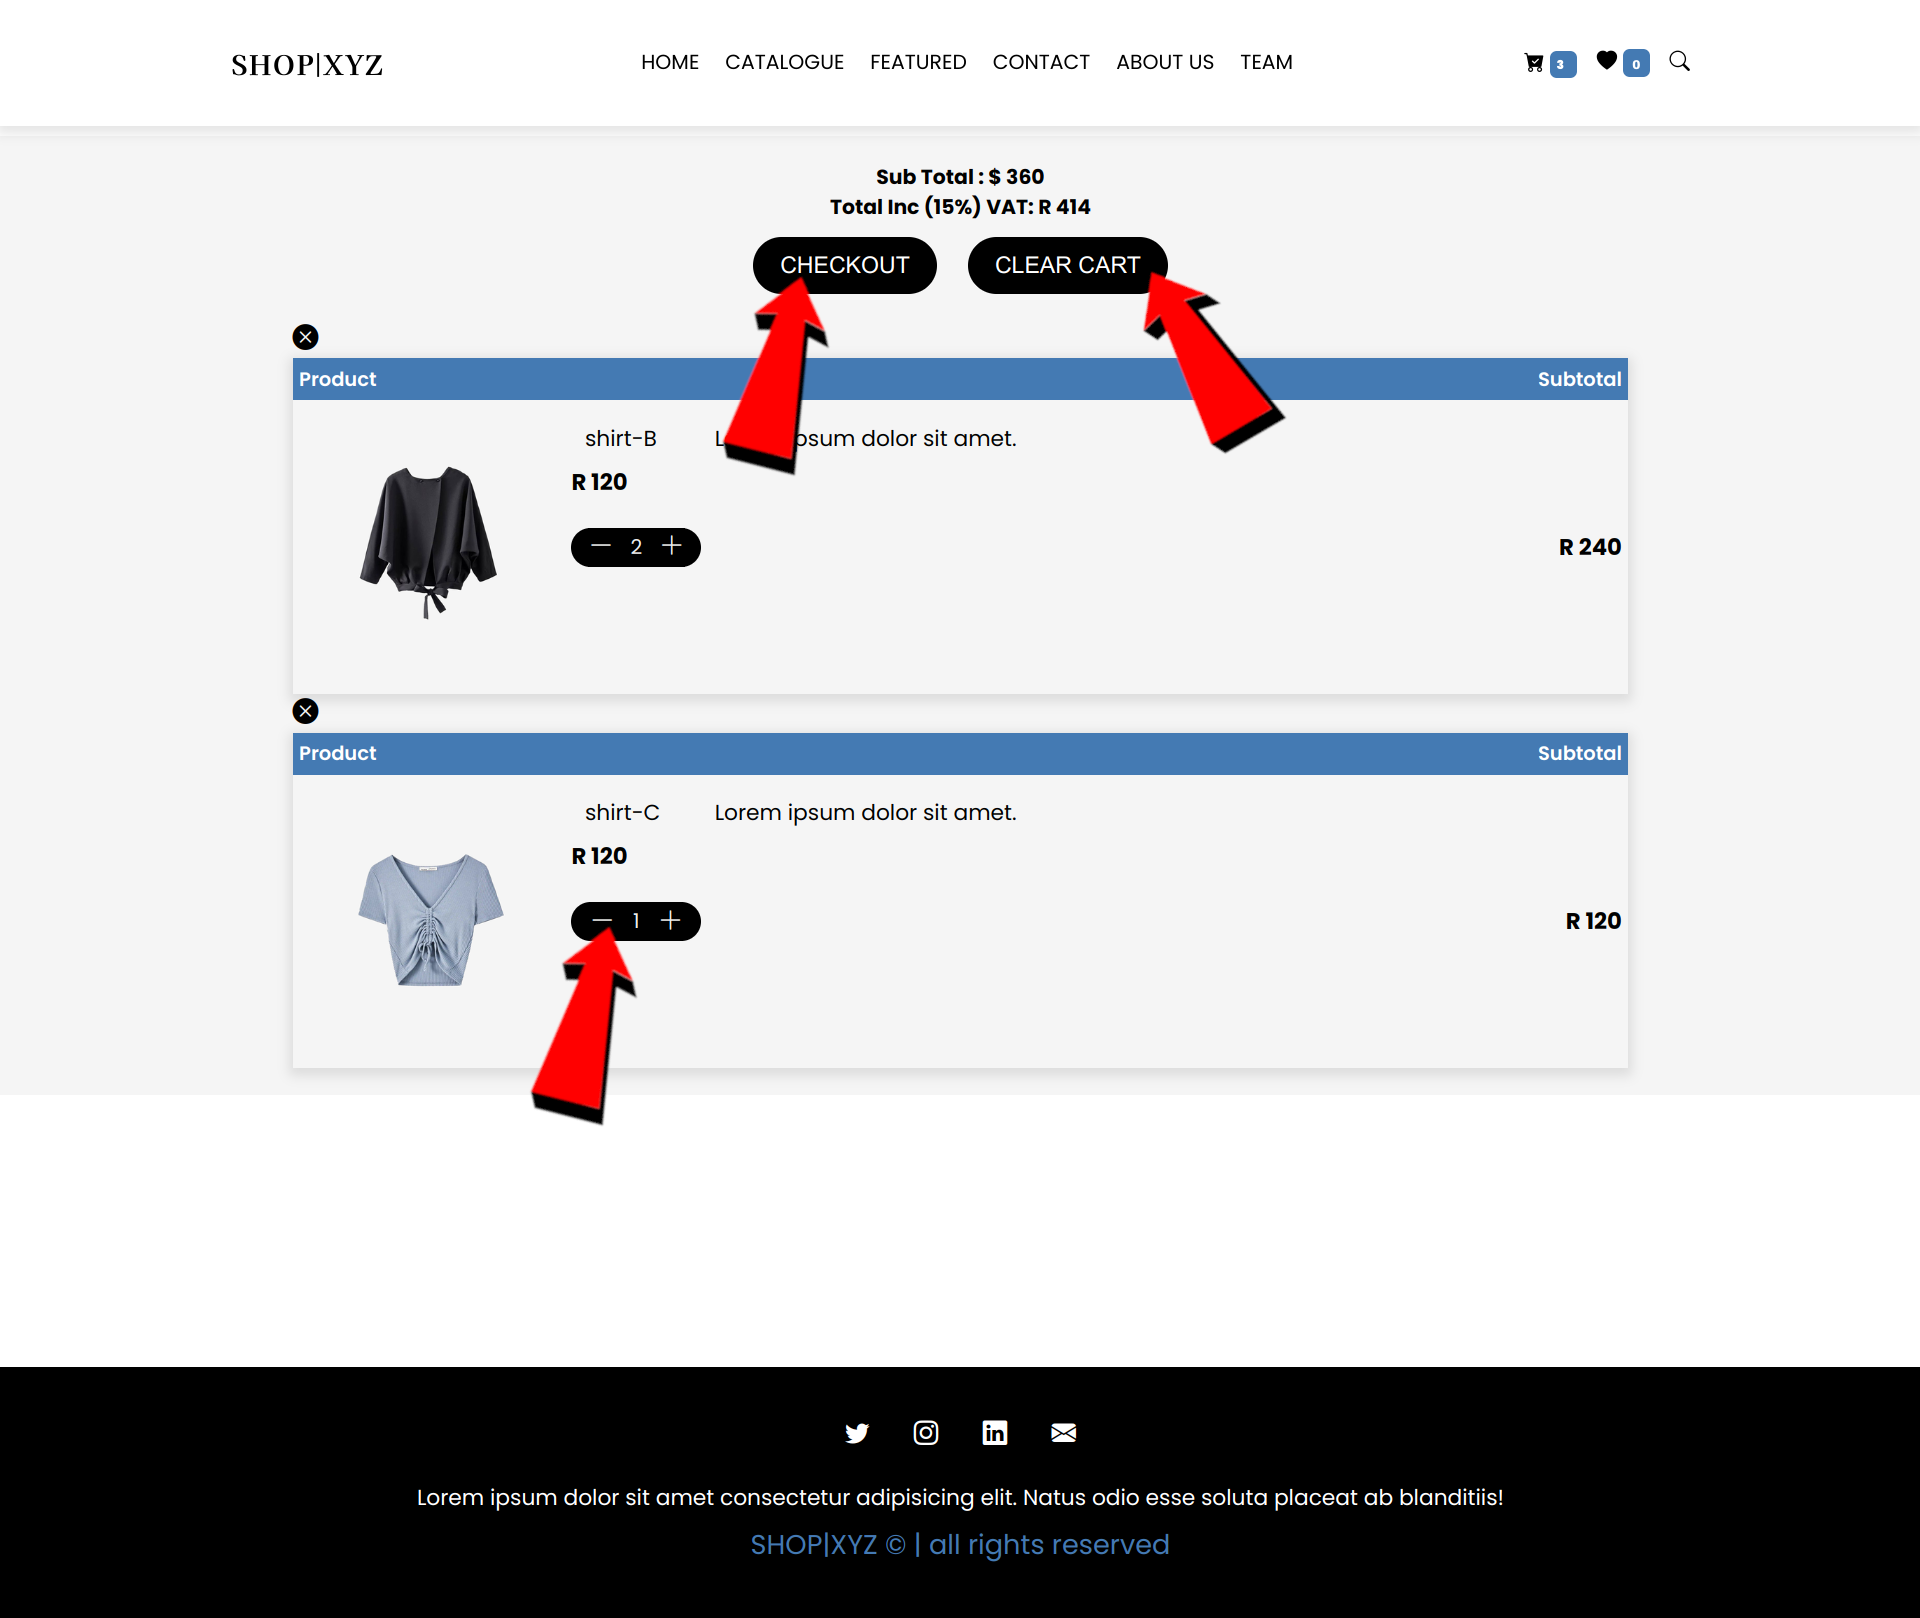 SHOP|XYZ
HOME CATALOGUE FEATURED CONTACT ABOUT US TEAM
3 0
Sub Total : $ 360
Total Inc (15%) VAT: R 414
CHECKOUT CLEAR CART
Product Subtotal
shirt-B psum dolor sit amet.
R 120
2 R 240
Product Subtotal
shirt-C Lorem ipsum dolor sit amet.
R 120
1 R 120
Lorem ipsum dolor sit amet consectetur adipisicing elit. Natus odio esse soluta placeat ab blanditiis!
SHOP|XYZ © | all rights reserved